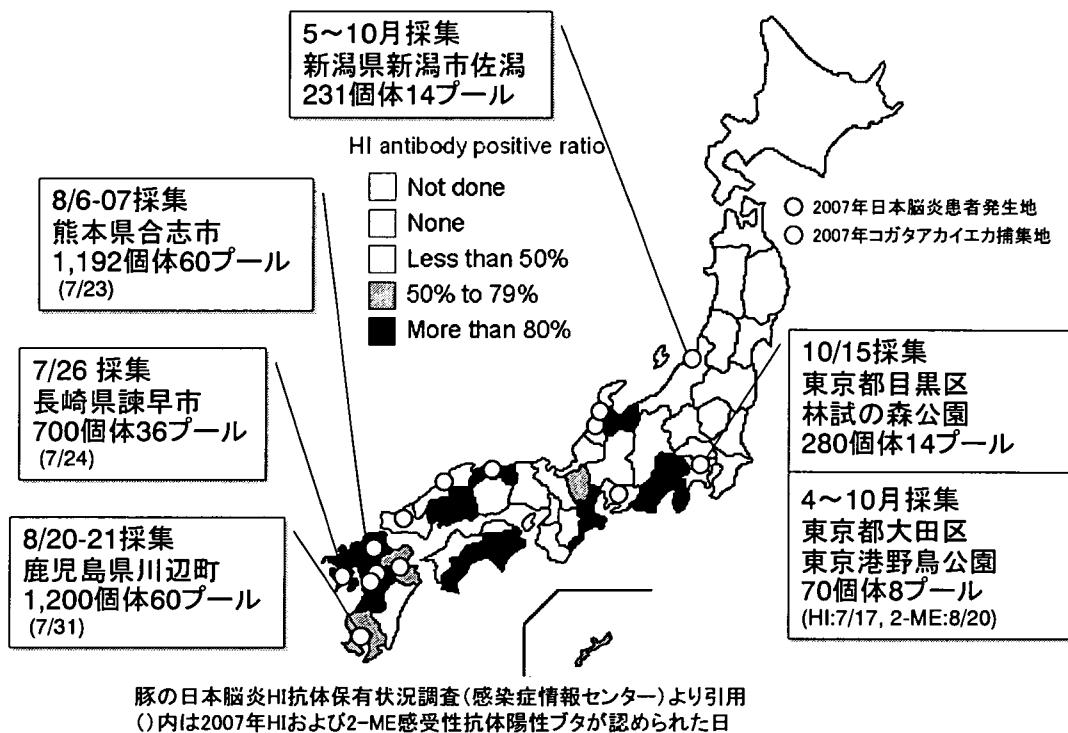 5～10月採集
新潟県新潟市佐潟
231個体14プール
HI antibody positive ratio
Not done
None
Less than 50%
50% to 79%
More than 80%
8/6-07採集
熊本県合志市
1,192個体60プール
(7/23)
7/26 採集
長崎県諫早市
700個体36プール
(7/24)
8/20-21採集
鹿児島県川辺町
1,200個体60プール
(7/31)
2007年日本脳炎患者発生地
2007年コガタアカイエカ捕集地
10/15採集
東京都目黒区
林試の森公園
280個体14プール
4～10月採集
東京都大田区
東京港野鳥公園
70個体8プール
(HI:7/17, 2-ME:8/20)
豚の日本脳炎HI抗体保有状況調査(感染症情報センター)より引用
()内は2007年HIおよび2-ME感受性抗体陽性ブタが認められた日